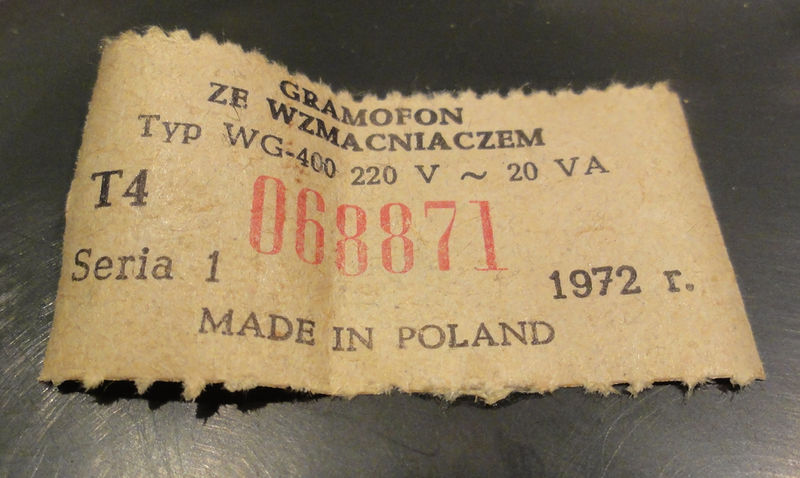 GRAMOFON
ZE WZMACNIACZEM
Typ WG-400 220 V ~ 20 VA
T4 068871
Seria 1 1972 r.
MADE IN POLAND